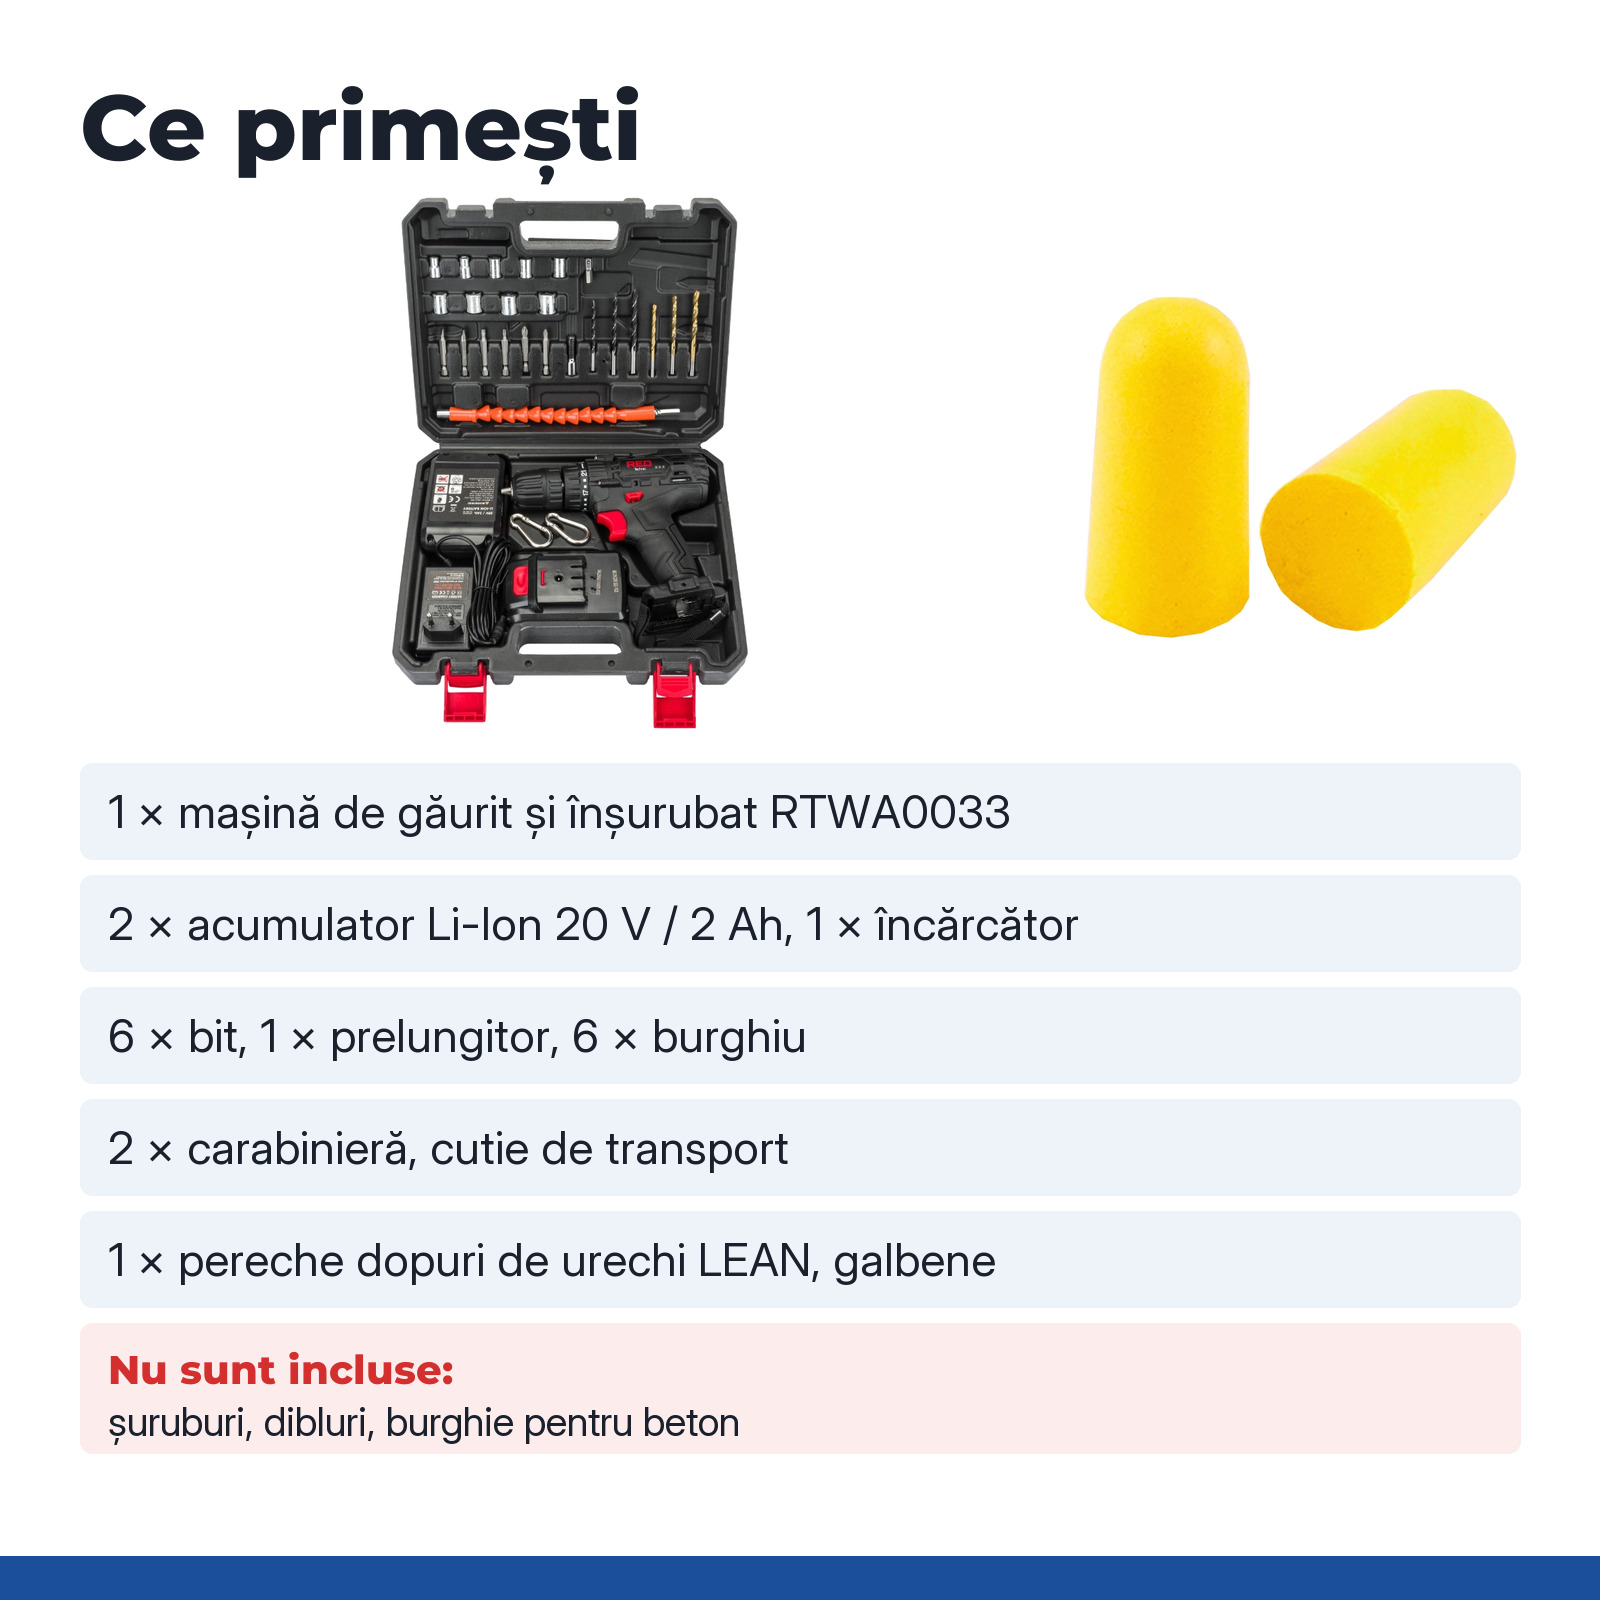 Ce primești
RED
1 × mașină de găurit și înșurubat RTWA0033
2 × acumulator Li-Ion 20 V / 2 Ah, 1 × încărcător
6 × bit, 1 × prelungitor, 6 × burghiu
2 × carabinieră, cutie de transport
1 × pereche dopuri de urechi LEAN, galbene
Nu sunt incluse:
șuruburi, dibluri, burghie pentru beton